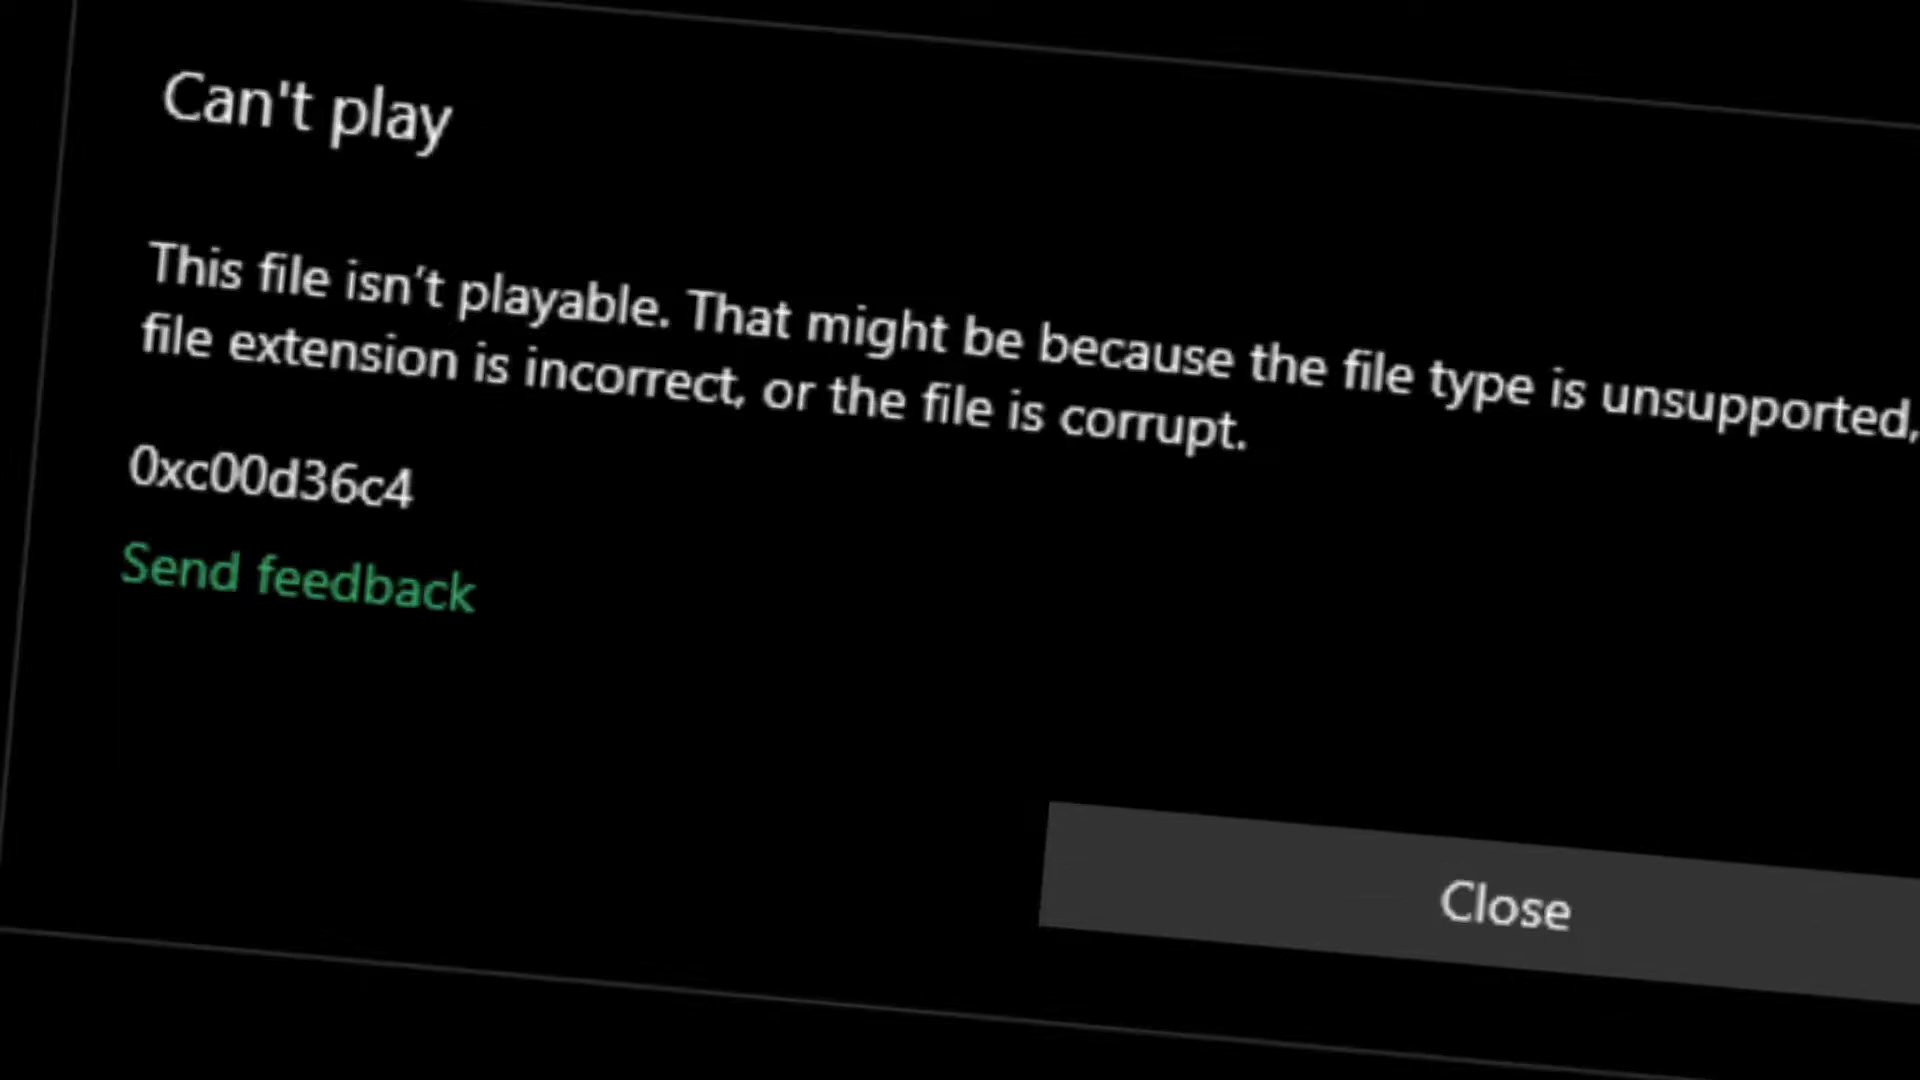 Can't play
This file isn’t playable. That might be because the file type is unsupported,
file extension is incorrect, or the file is corrupt.
0xc00d36c4
Send feedback
Close